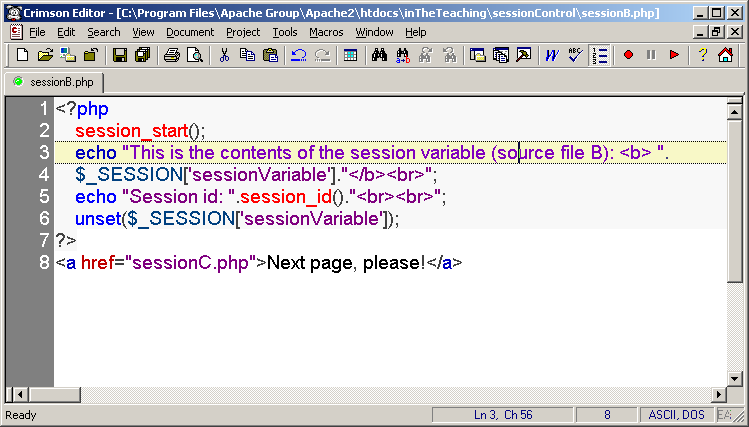 Crimson Editor - [C:\Program Files\Apache Group\Apache2\htdocs\inTheTeaching\sessionControl\sessionB.php]
File Edit Search View Document Project Tools Macros Window Help
sessionB.php
1 <?php
2 session_start();
3 echo "This is the contents of the session variable (source file B): <b> ".
4 $_SESSION['sessionVariable']."</b><br>";
5 echo "Session id: ".session_id()."<br><br>";
6 unset($_SESSION['sessionVariable']);
7 ?>
8 <a href="sessionC.php">Next page, please!</a>
Ready Ln 3, Ch 56 8 ASCII, DOS